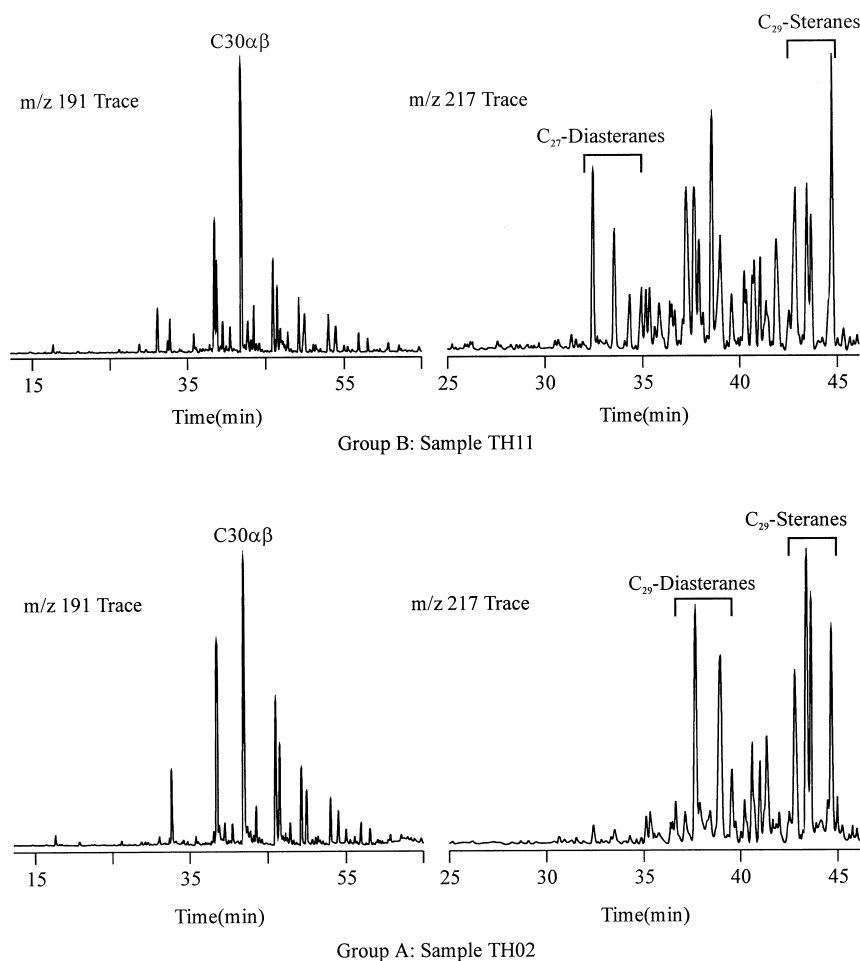 C30αβ
m/z 191 Trace
15 35 55
Time(min)
C₂₉-Steranes
m/z 217 Trace
C₂₇-Diasteranes
25 30 35 40 45
Time(min)
Group B: Sample TH11
C30αβ
m/z 191 Trace
15 35 55
Time(min)
C₂₉-Steranes
C₂₉-Diasteranes
m/z 217 Trace
25 30 35 40 45
Time(min)
Group A: Sample TH02